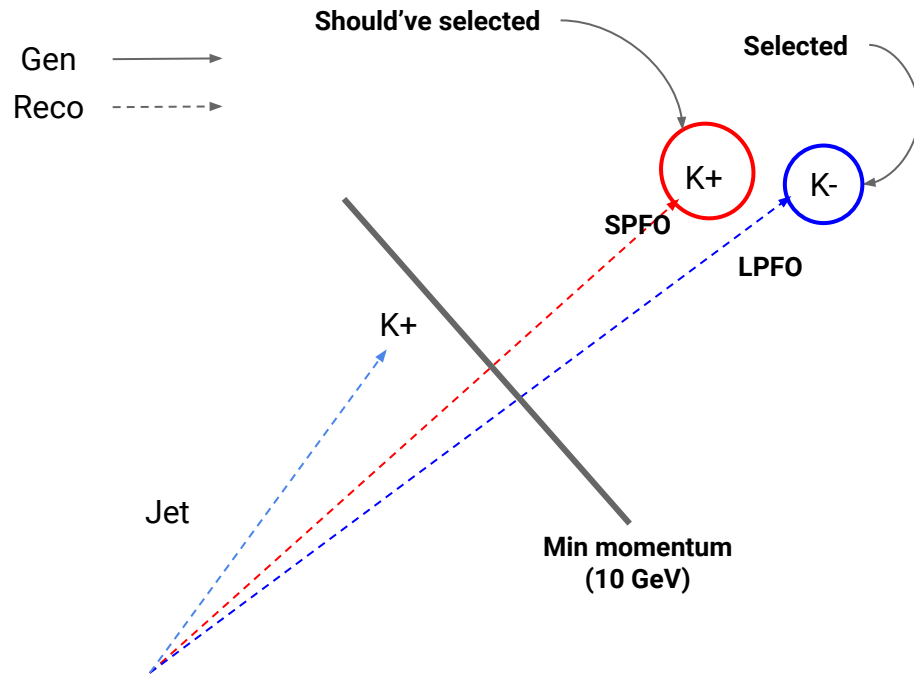 Should've selected
Selected
Gen
Reco
K+
K-
SPFO
LPFO
K+
Jet
Min momentum
(10 GeV)